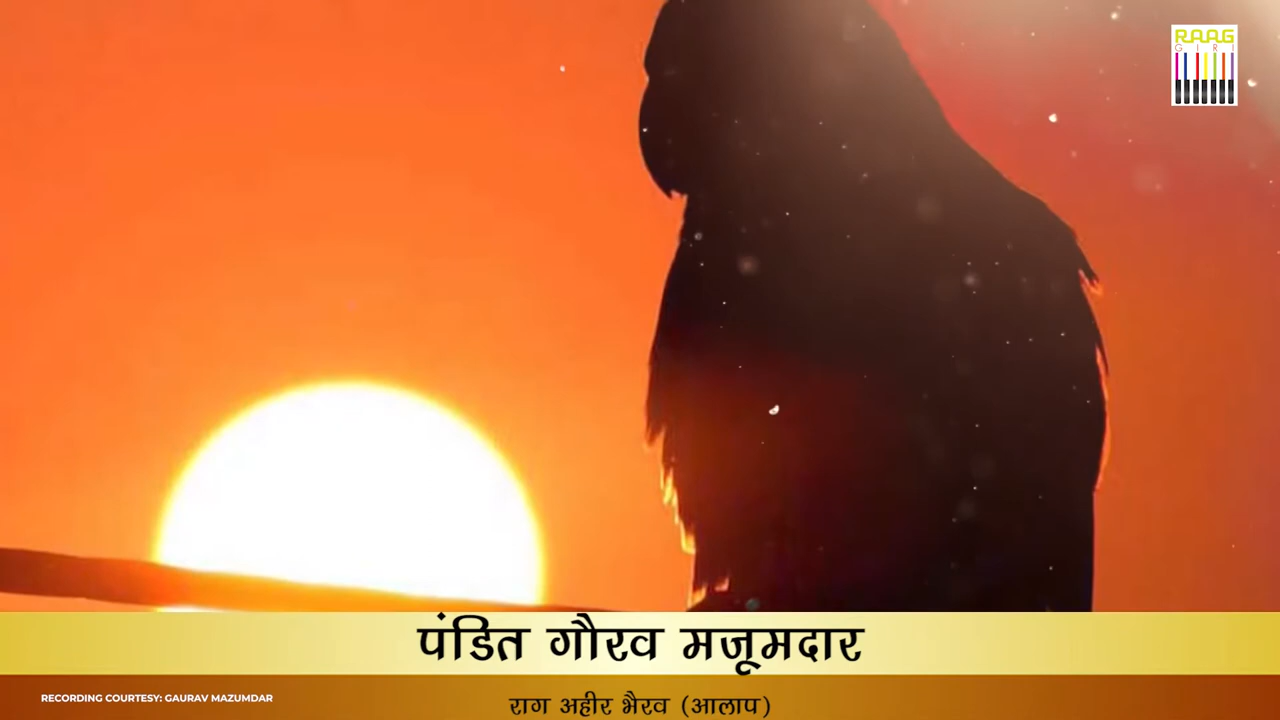 RAAG
GIRI
पंडित गौरव मजूमदार
RECORDING COURTESY: GAURAV MAZUMDAR
राग अहीर भैरव (आलाप)